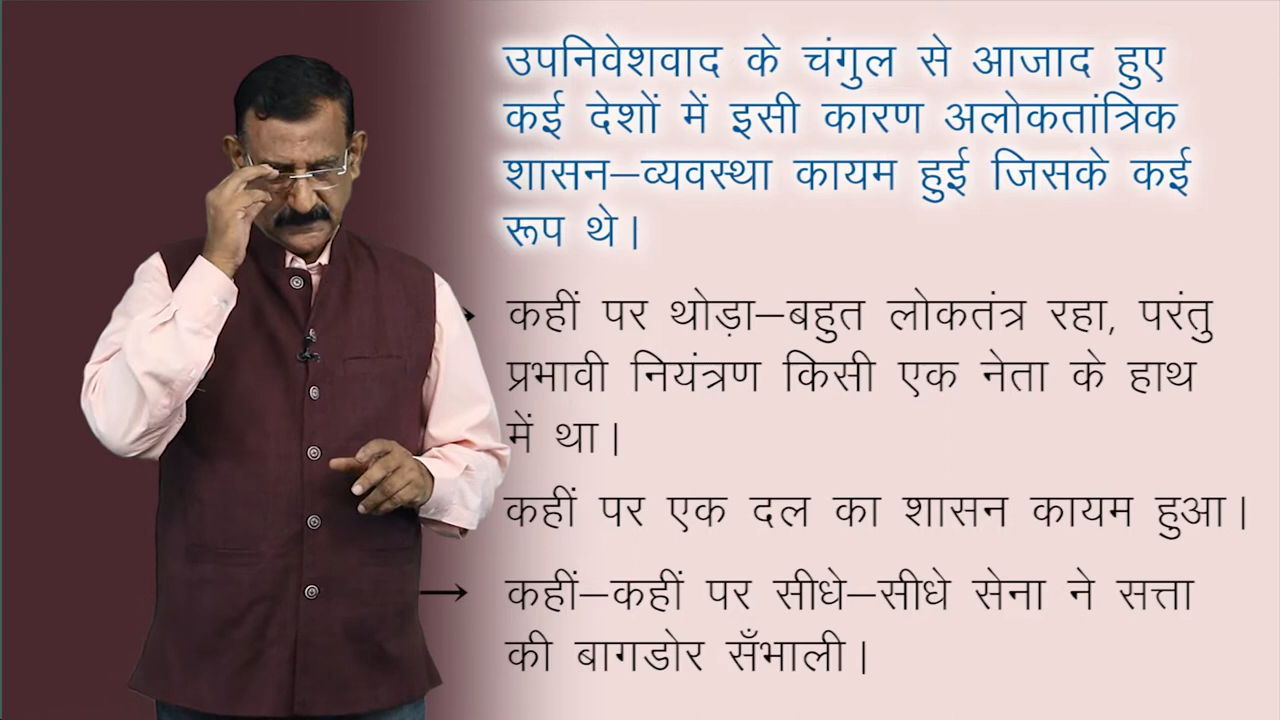 उपनिवेशवाद के चंगुल से आजाद हुए
कई देशों में इसी कारण अलोकतांत्रिक
शासन–व्यवस्था कायम हुई जिसके कई
रूप थे।
कहीं पर थोड़ा–बहुत लोकतंत्र रहा, परंतु
प्रभावी नियंत्रण किसी एक नेता के हाथ
में था।
कहीं पर एक दल का शासन कायम हुआ।
→ कहीं–कहीं पर सीधे–सीधे सेना ने सत्ता
की बागडोर सँभाली।